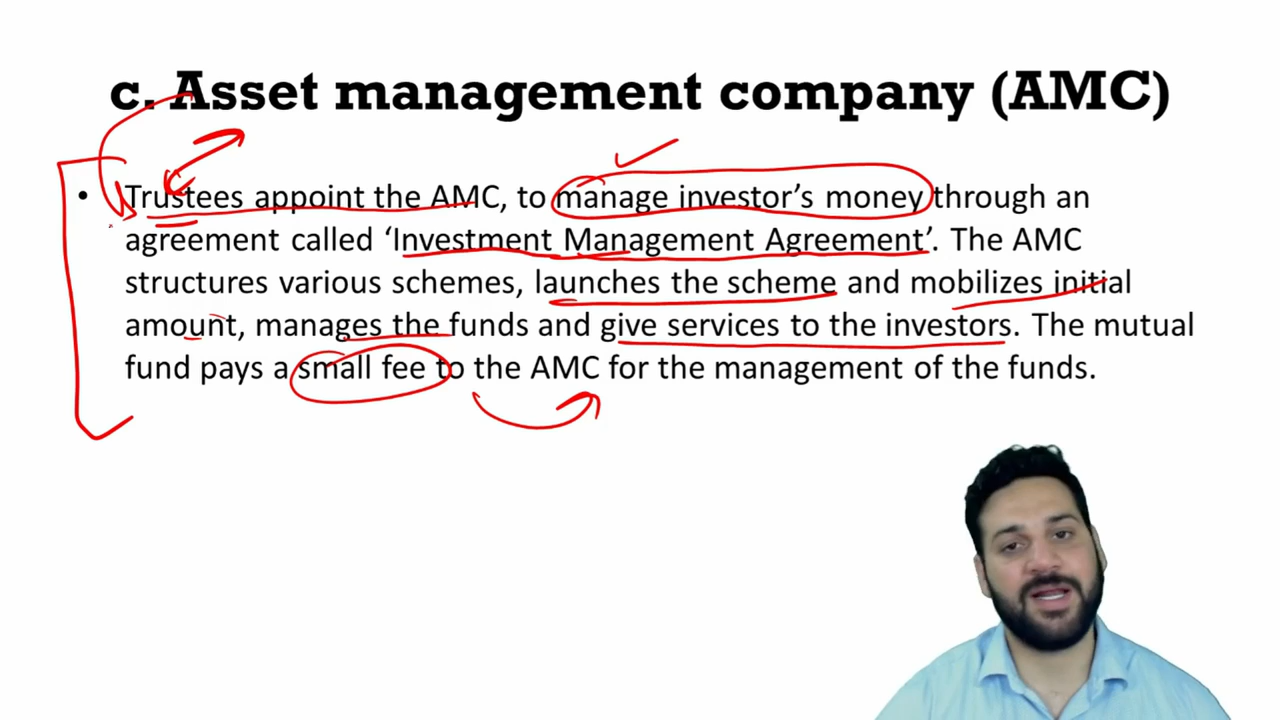 c. Asset management company (AMC)
• Trustees appoint the AMC, to manage investor’s money through an
agreement called ‘Investment Management Agreement’. The AMC
structures various schemes, launches the scheme and mobilizes initial
amount, manages the funds and give services to the investors. The mutual
fund pays a small fee to the AMC for the management of the funds.